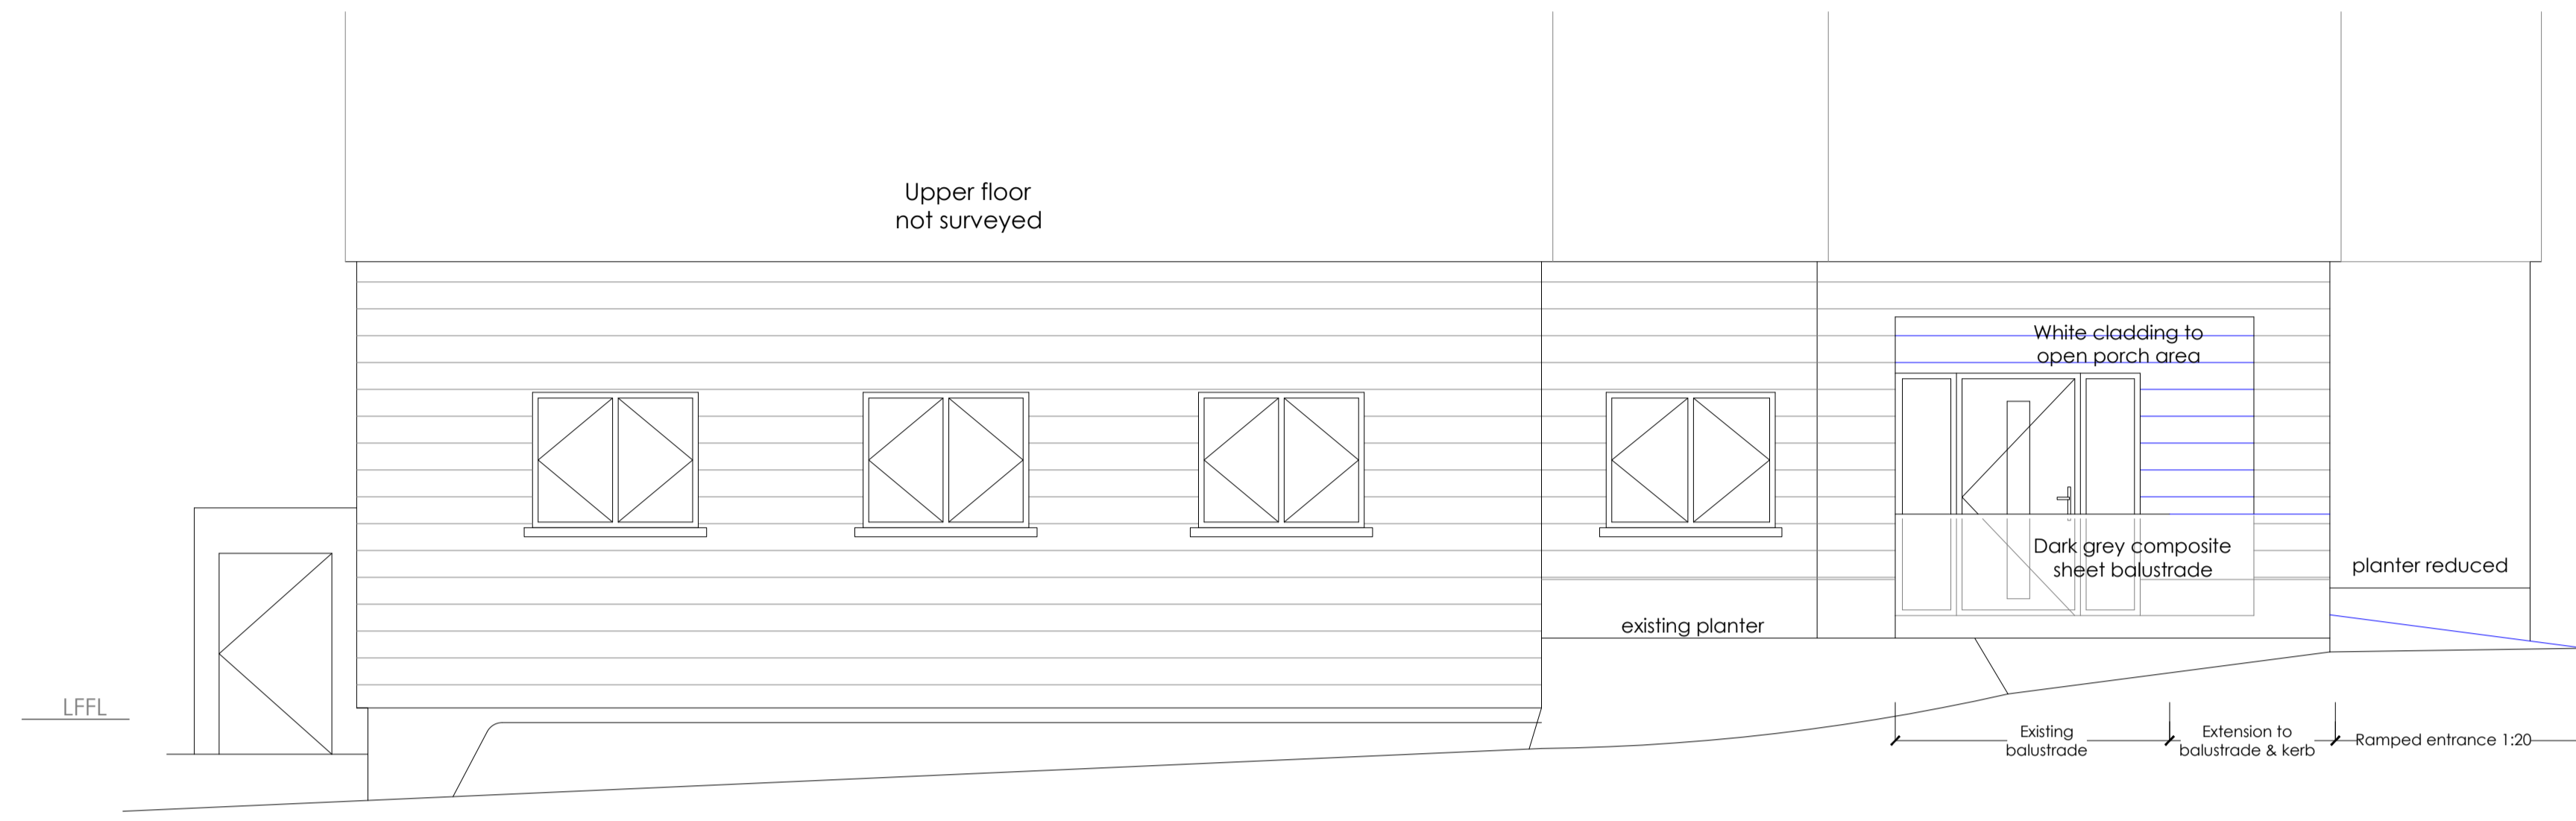 Upper floor
not surveyed
White cladding to
open porch area
Dark grey composite
sheet balustrade
planter reduced
existing planter
LFFL
Existing
balustrade
Extension to
balustrade & kerb
Ramped entrance 1:20